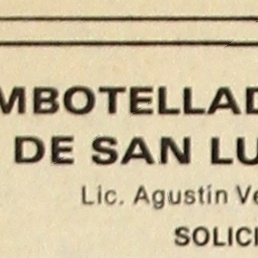 MBOTELLAD
DE SAN LU
Lic. Agustín Ve
SOLICI